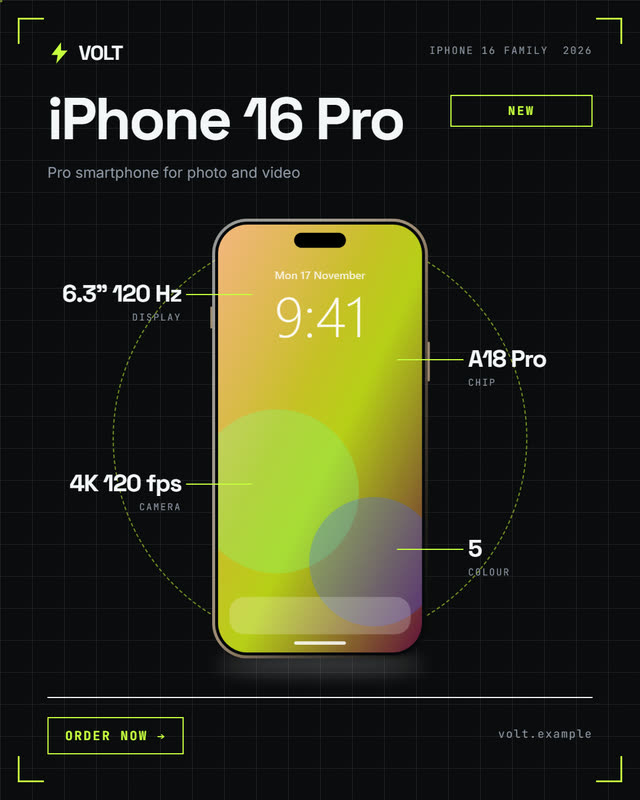 VOLT
IPHONE 16 FAMILY 2026
iPhone 16 Pro
NEW
Pro smartphone for photo and video
Mon 17 November
9:41
6.3” 120 Hz
DISPLAY
A18 Pro
CHIP
4K 120 fps
CAMERA
5
COLOUR
ORDER NOW →
volt.example